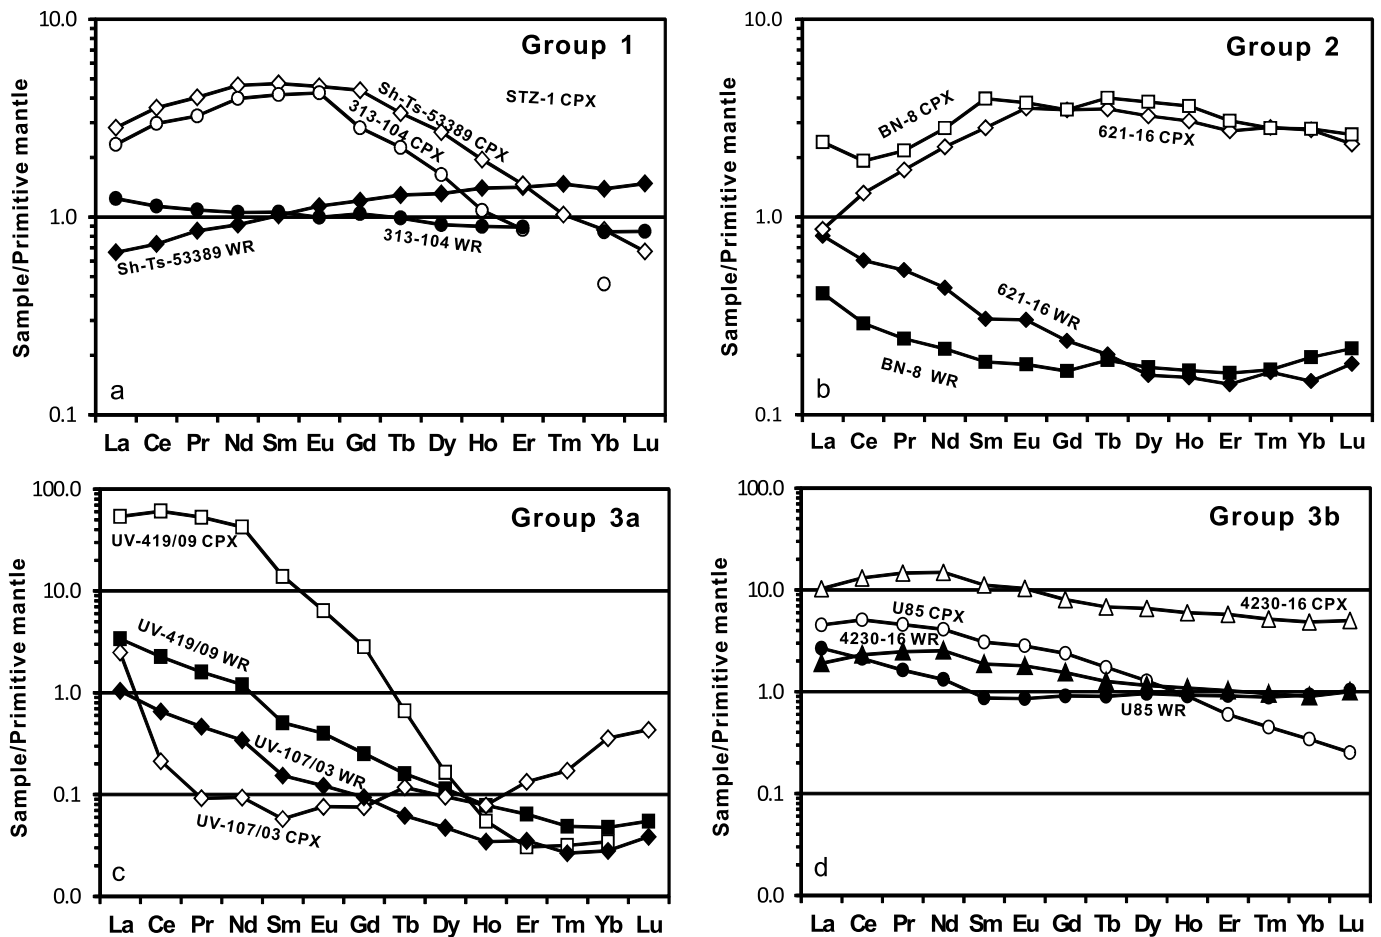 Group 1
10.0
1.0
0.1
Sample/Primitive mantle
Sh-Ts-53389 CPX
313-104 CPX
STZ-1 CPX
Sh-Ts-53389 WR
313-104 WR
a
La Ce Pr Nd Sm Eu Gd Tb Dy Ho Er Tm Yb Lu
Group 2
10.0
1.0
0.1
Sample/Primitive mantle
BN-8 CPX
621-16 CPX
621-16 WR
BN-8 WR
b
La Ce Pr Nd Sm Eu Gd Tb Dy Ho Er Tm Yb Lu
Group 3a
100.0
10.0
1.0
0.1
0.0
Sample/Primitive mantle
UV-419/09 CPX
UV-419/09 WR
UV-107/03 WR
UV-107/03 CPX
c
La Ce Pr Nd Sm Eu Gd Tb Dy Ho Er Tm Yb Lu
Group 3b
100.0
10.0
1.0
0.1
0.0
Sample/Primitive mantle
U85 CPX
4230-16 CPX
4230-16 WR
U85 WR
d
La Ce Pr Nd Sm Eu Gd Tb Dy Ho Er Tm Yb Lu